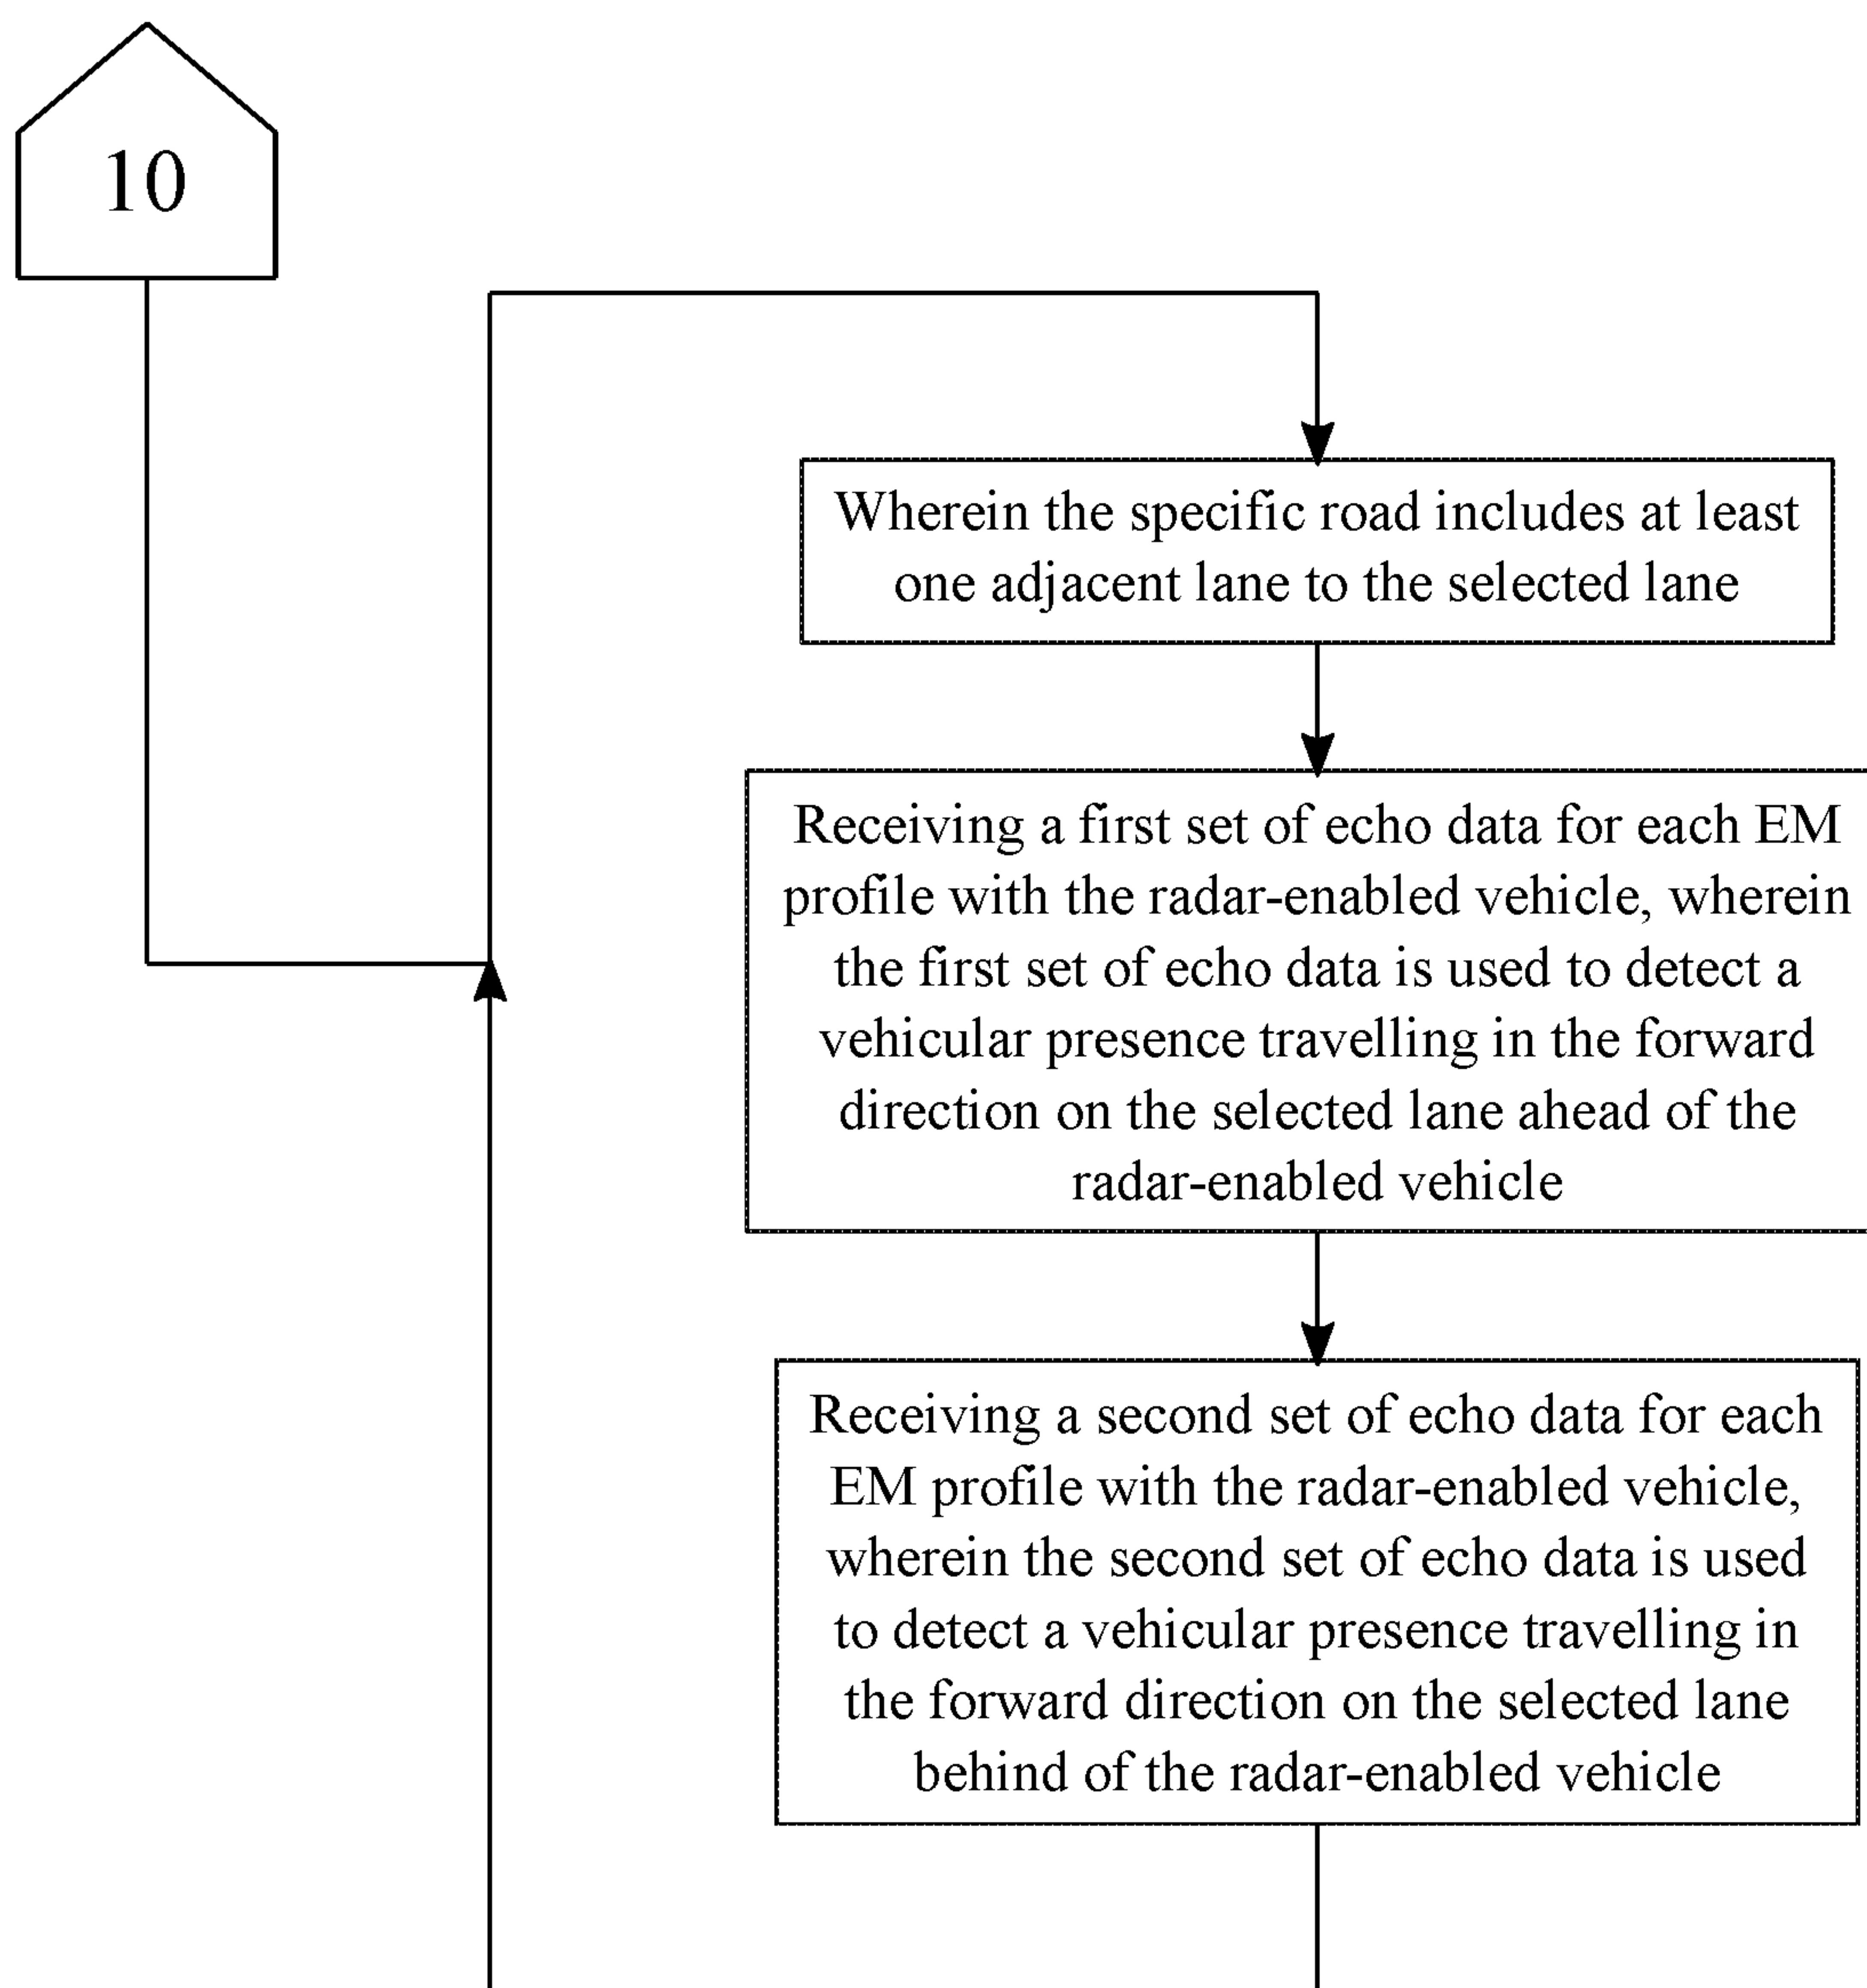 10
Wherein the specific road includes at least
one adjacent lane to the selected lane
Receiving a first set of echo data for each EM
profile with the radar-enabled vehicle, wherein
the first set of echo data is used to detect a
vehicular presence travelling in the forward
direction on the selected lane ahead of the
radar-enabled vehicle
Receiving a second set of echo data for each
EM profile with the radar-enabled vehicle,
wherein the second set of echo data is used
to detect a vehicular presence travelling in
the forward direction on the selected lane
behind of the radar-enabled vehicle